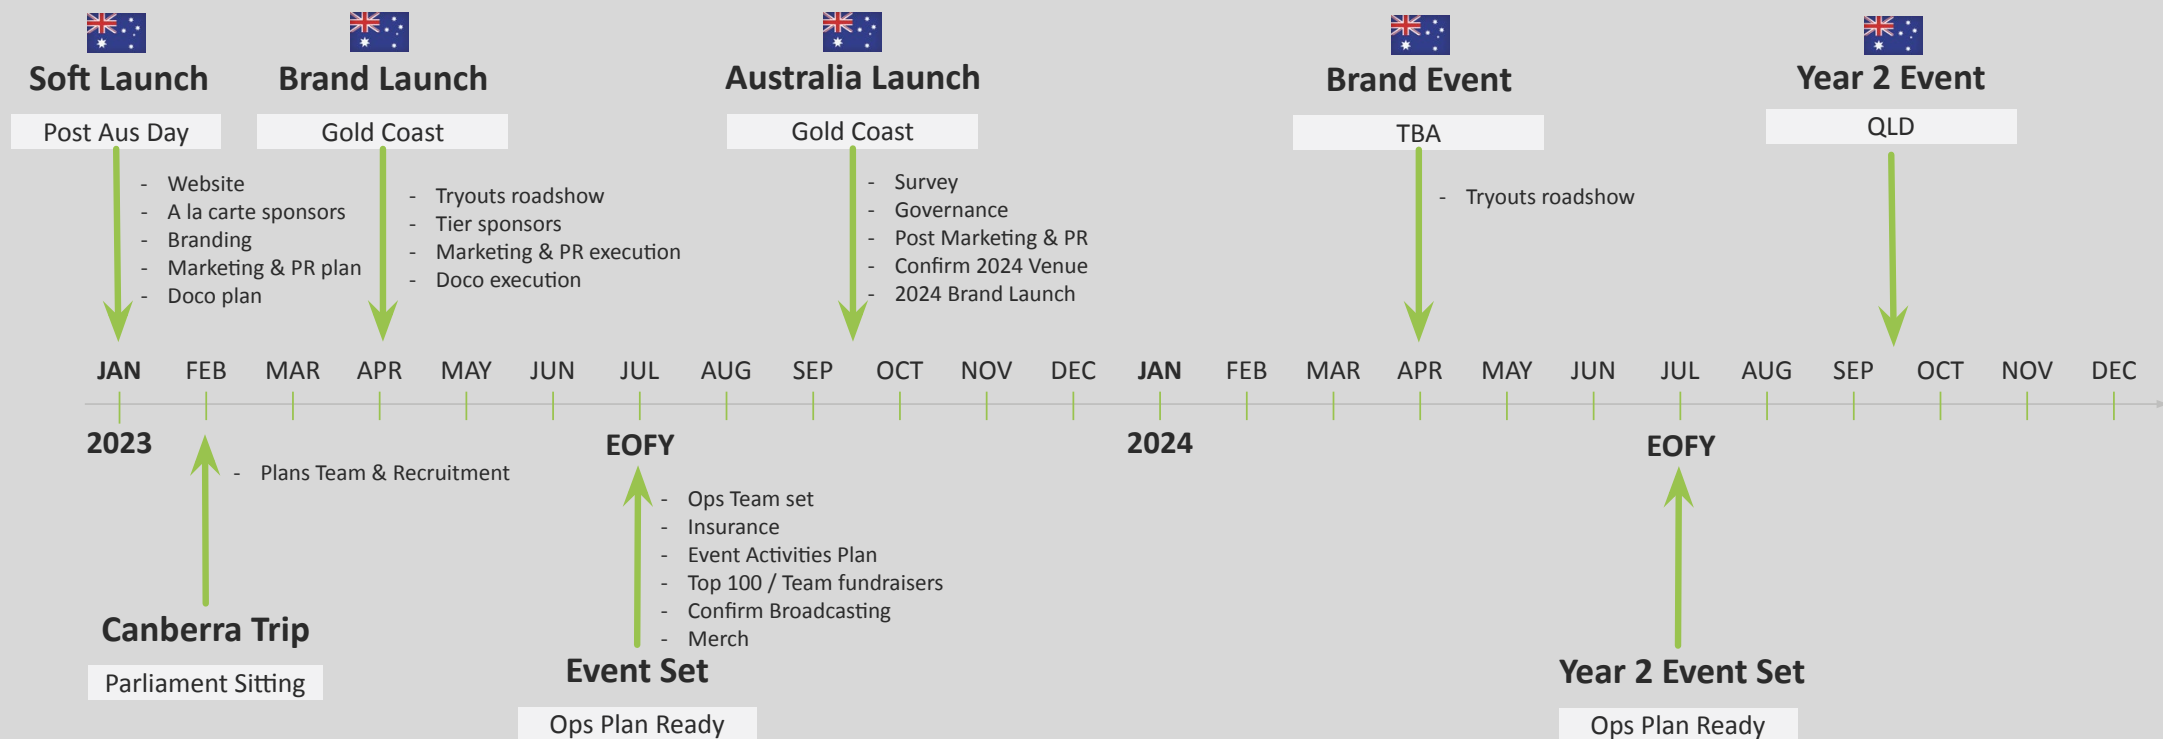 Soft Launch
Post Aus Day
- Website
- A la carte sponsors
- Branding
- Marketing & PR plan
- Doco plan
Brand Launch
Gold Coast
- Tryouts roadshow
- Tier sponsors
- Marketing & PR execution
- Doco execution
Australia Launch
Gold Coast
- Survey
- Governance
- Post Marketing & PR
- Confirm 2024 Venue
- 2024 Brand Launch
Brand Event
TBA
- Tryouts roadshow
Year 2 Event
QLD
JAN FEB MAR APR MAY JUN JUL AUG SEP OCT NOV DEC JAN FEB MAR APR MAY JUN JUL AUG SEP OCT NOV DEC
2023 EOFY 2024 EOFY
- Plans Team & Recruitment
Canberra Trip
Parliament Sitting
- Ops Team set
- Insurance
- Event Activities Plan
- Top 100 / Team fundraisers
- Confirm Broadcasting
- Merch
Event Set
Ops Plan Ready
Year 2 Event Set
Ops Plan Ready